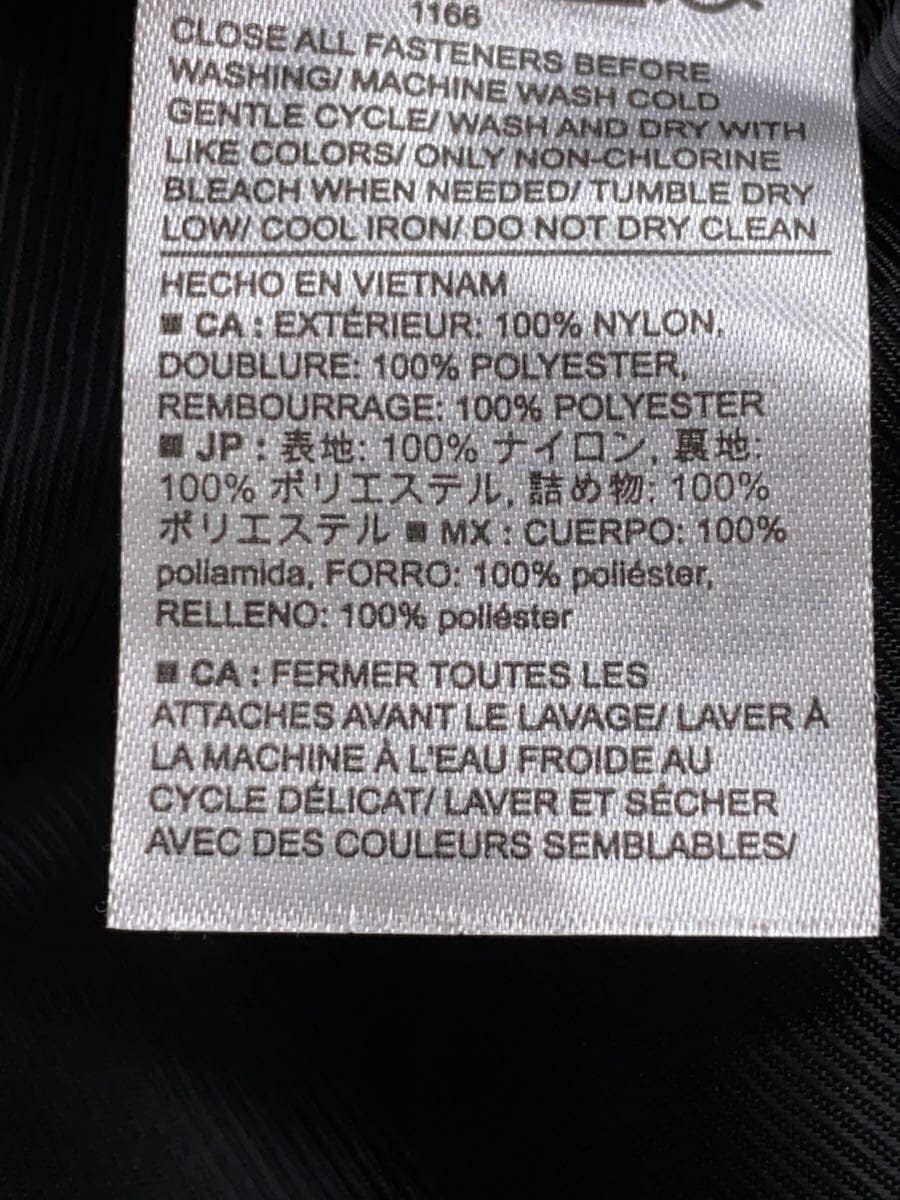 1166
CLOSE ALL FASTENERS BEFORE
WASHING/ MACHINE WASH COLD
GENTLE CYCLE/ WASH AND DRY WITH
LIKE COLORS/ ONLY NON-CHLORINE
BLEACH WHEN NEEDED/ TUMBLE DRY
LOW/ COOL IRON/ DO NOT DRY CLEAN
HECHO EN VIETNAM
■ CA : EXTÉRIEUR: 100% NYLON,
DOUBLURE: 100% POLYESTER,
REMBOURRAGE: 100% POLYESTER
■ JP : 表地: 100% ナイロン, 裏地:
100% ポリエステル, 詰め物: 100%
ポリエステル ■ MX : CUERPO: 100%
poliamida, FORRO: 100% poliéster,
RELLENO: 100% poliéster
■ CA : FERMER TOUTES LES
ATTACHES AVANT LE LAVAGE/ LAVER À
LA MACHINE À L'EAU FROIDE AU
CYCLE DÉLICAT/ LAVER ET SÉCHER
AVEC DES COULEURS SEMBLABLES/